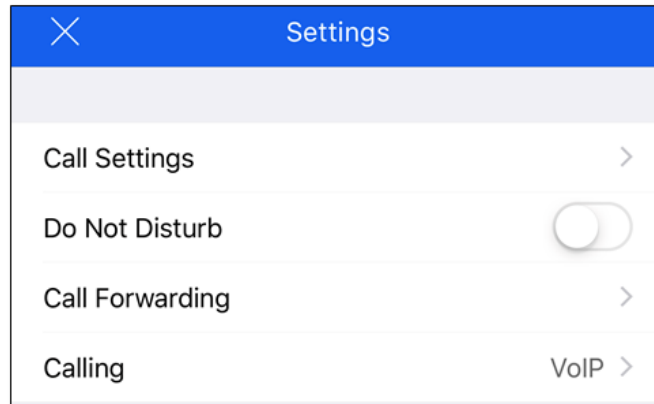 Settings
Call Settings
Do Not Disturb
Call Forwarding
Calling VoIP